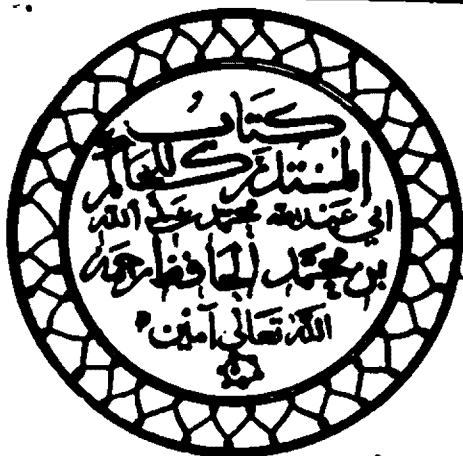 كتاب
المستدرك للحاكم
ابي عبدالله محمد بن عبد الله
بن محمد الحافظ رحمه
الله تعالى آمين